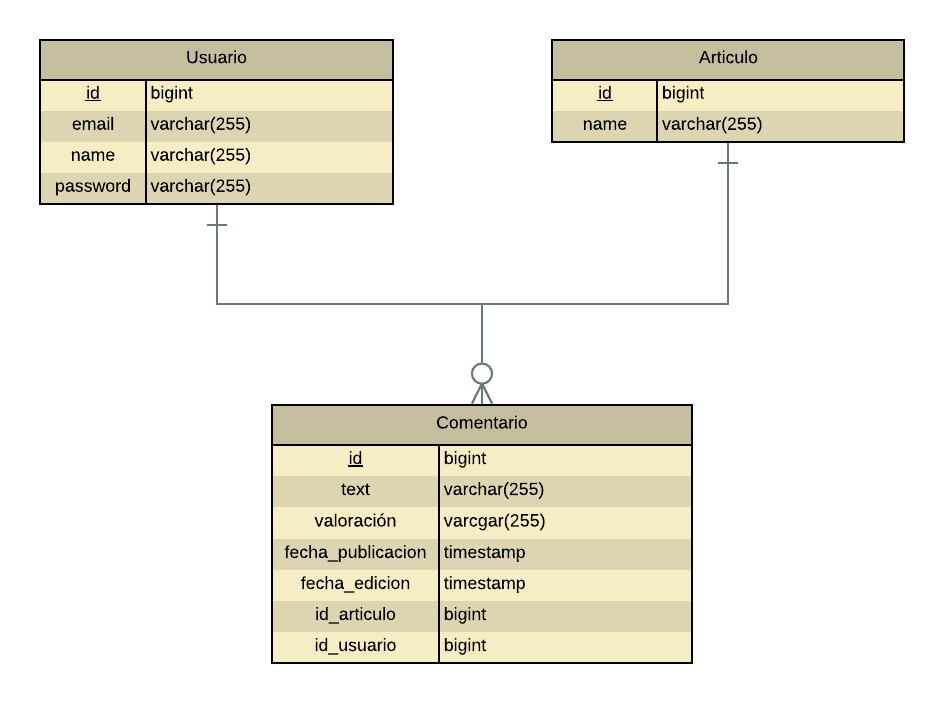 Usuario
id bigint
email varchar(255)
name varchar(255)
password varchar(255)
Articulo
id bigint
name varchar(255)
Comentario
id bigint
text varchar(255)
valoración varcgar(255)
fecha_publicacion timestamp
fecha_edicion timestamp
id_articulo bigint
id_usuario bigint